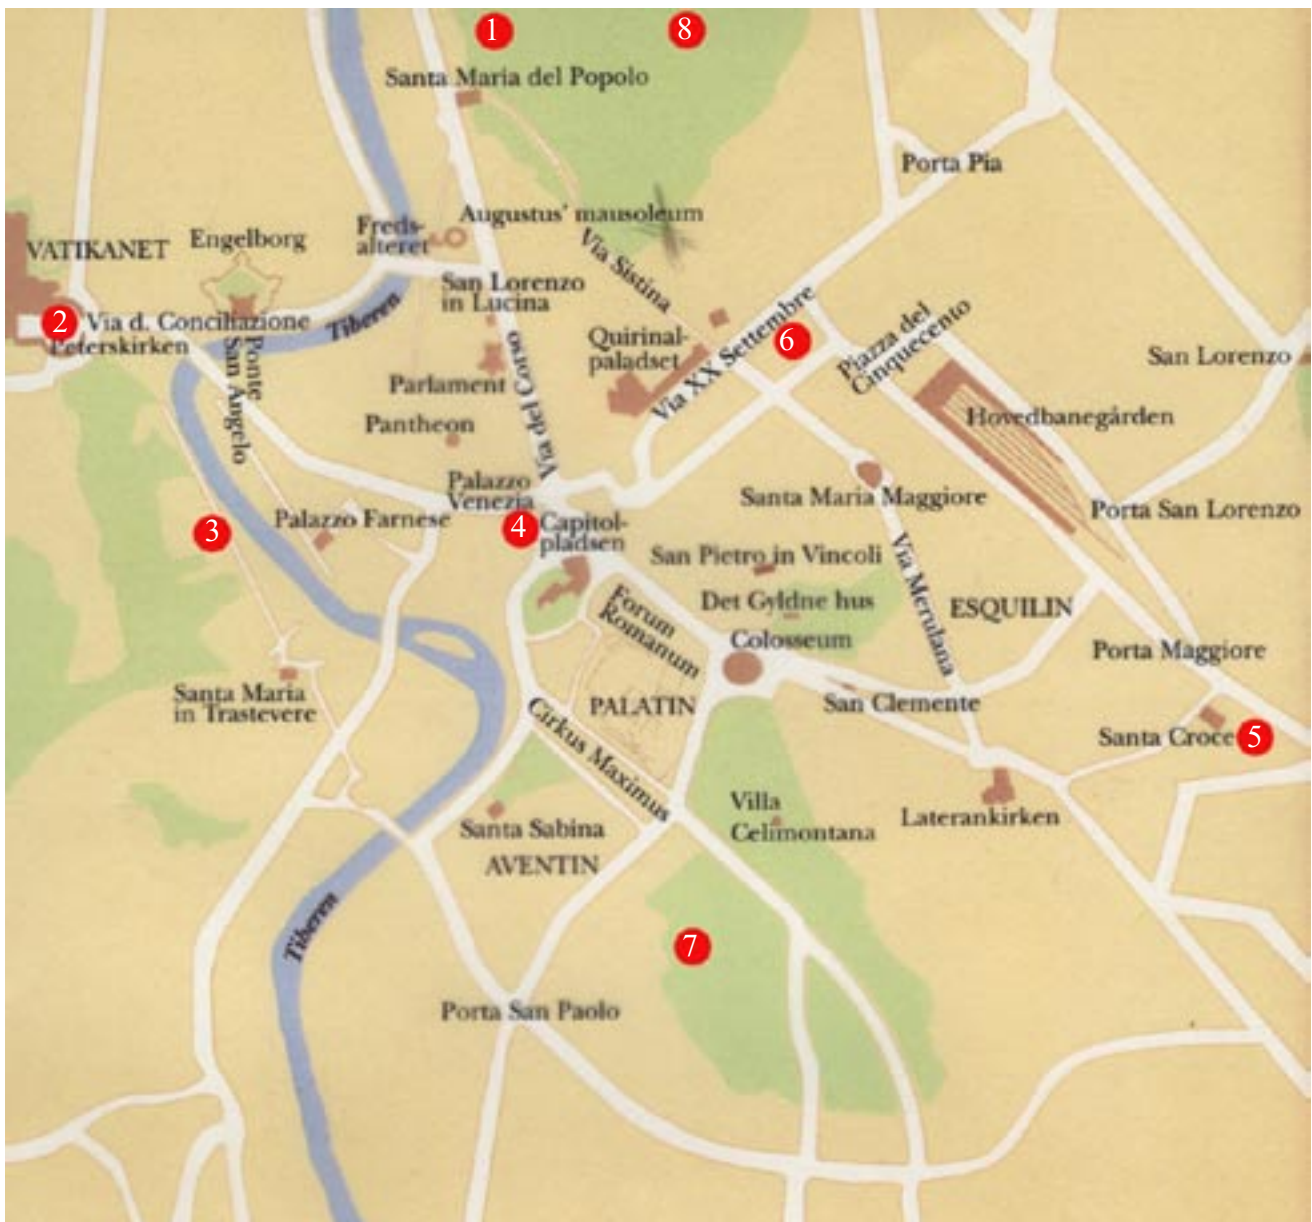 1
8
Santa Maria del Popolo
Porta Pia
Augustus' mausoleum
Freds-
alteret
Engelborg
VATIKANET
Via Sistina
San Lorenzo
in Lucina
Tiberen
2
Via d. Conciliazione
Peterskirken
Ponte
San Angelo
Quirinal-
paladset
Via XX Settembre
6
Piazza del
Cinquecento
San Lorenzo
Parlament
Via del Corso
Pantheon
Hovedbanegården
Palazzo
Venezia
Santa Maria Maggiore
Porta San Lorenzo
3
Palazzo Farnese
4
Capitol-
pladsen
San Pietro in Vincoli
Via Merulana
Det Gyldne hus
ESQUILIN
Forum
Romanum
Colosseum
Porta Maggiore
Santa Maria
in Trastevere
PALATIN
San Clemente
Cirkus Maximus
Santa Croce
5
Villa
Celimontana
Laterankirken
Santa Sabina
AVENTIN
Tiberen
7
Porta San Paolo